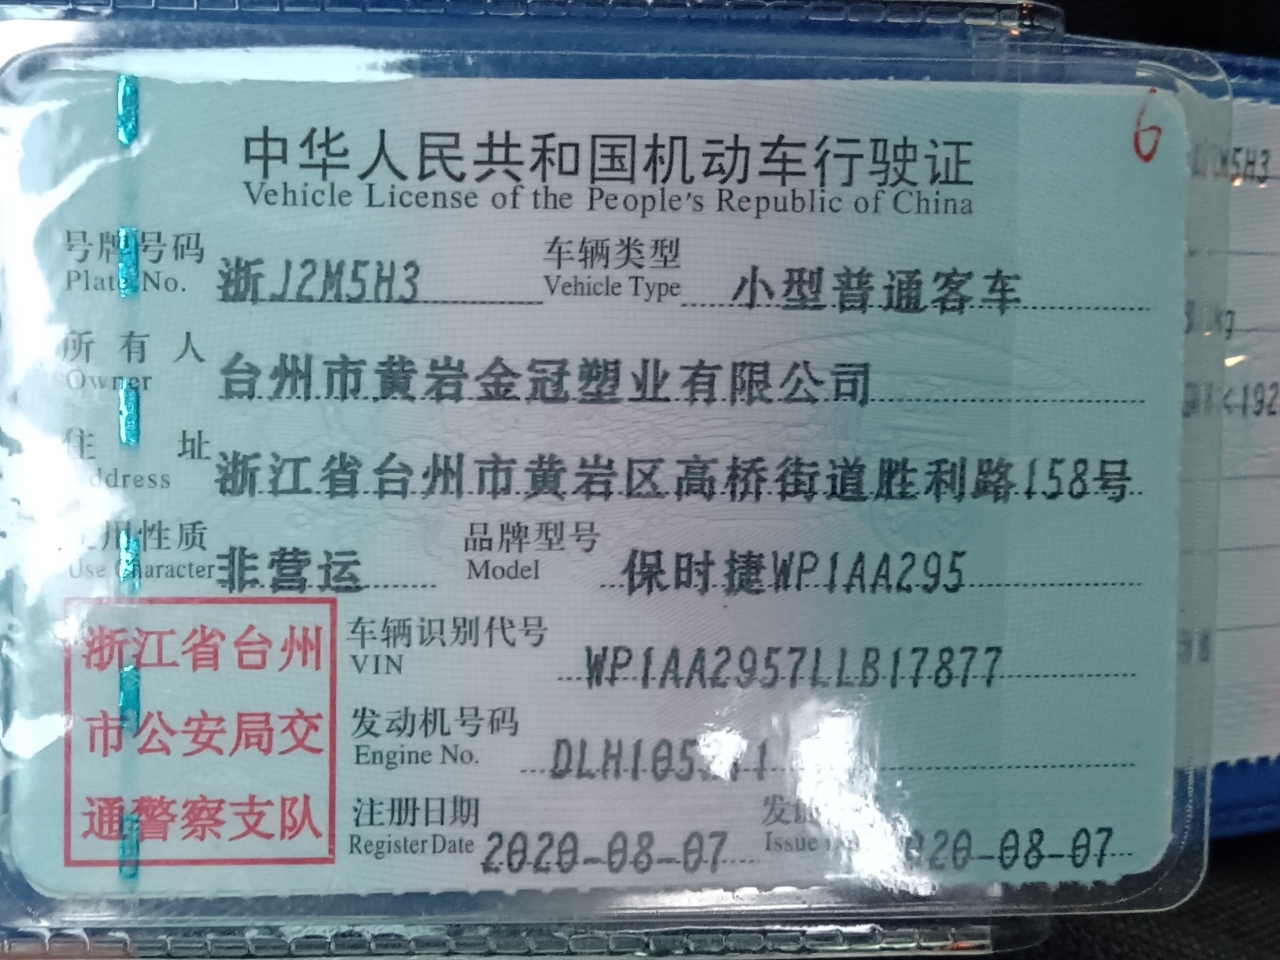 6
中华人民共和国机动车行驶证
Vehicle License of the People's Republic of China
号牌号码 浙J2M5H3 车辆类型 小型普通客车
Plate No. Vehicle Type
所有人 台州市黄岩金冠塑业有限公司
Owner
住址 浙江省台州市黄岩区高桥街道胜利路158号
Address
使用性质 非营运 品牌型号 保时捷WP1AA295
Use Character Model
浙江省台州
市公安局交
通警察支队
车辆识别代号 WP1AA2957LLB17877
VIN
发动机号码
Engine No.
注册日期 2020-08-07
Register Date
Issue 020-08-07